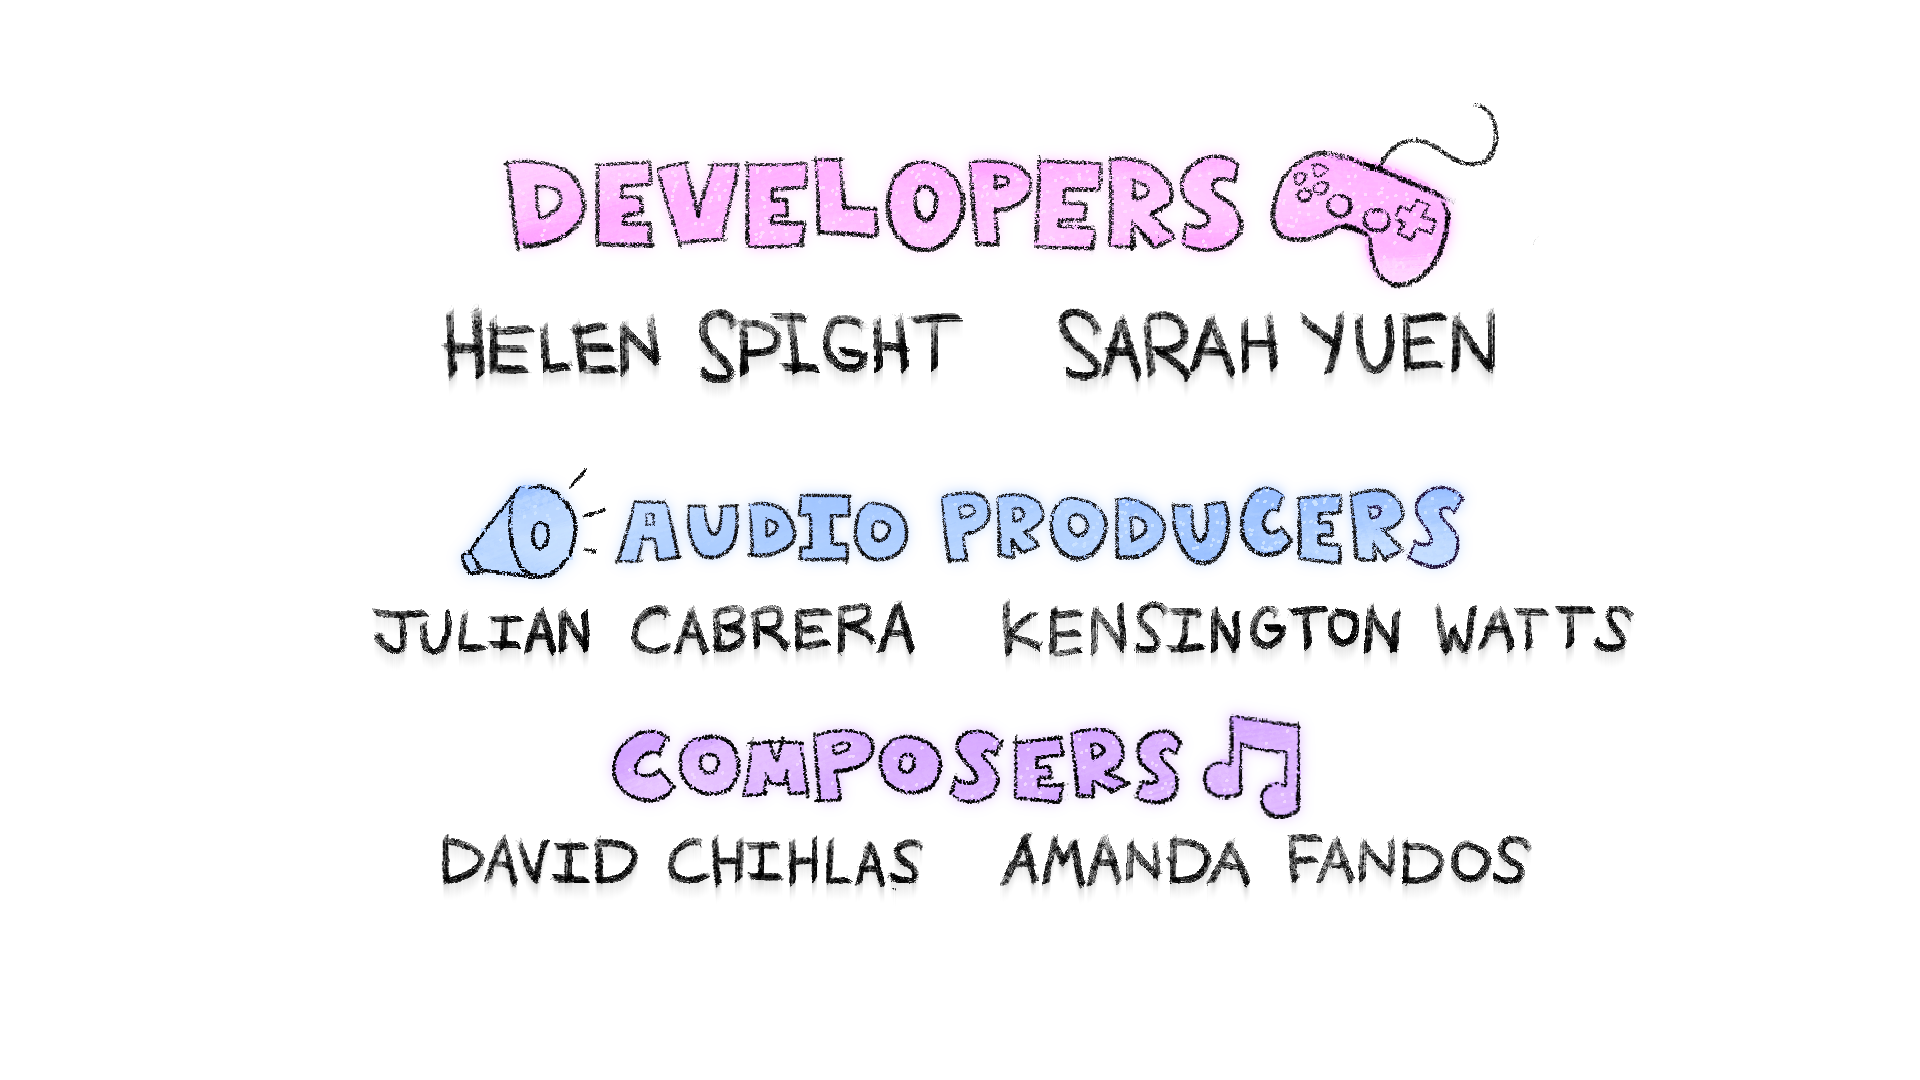 DEVELOPERS
HELEN SPIGHT SARAH YUEN
AUDIO PRODUCERS
JULIAN CABRERA KENSINGTON WATTS
COMPOSERS
DAVID CHIHLAS AMANDA FANDOS